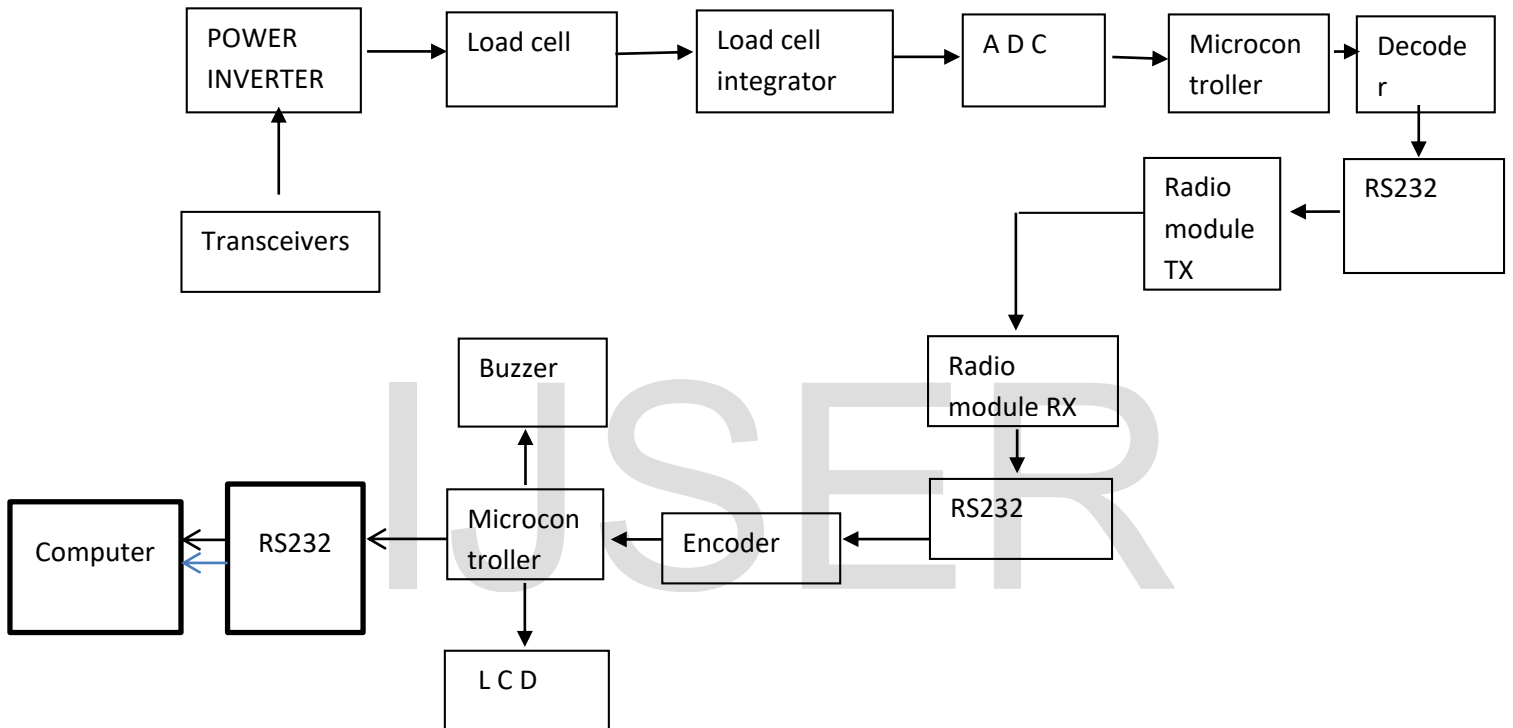 POWER
INVERTER
Load cell
Load cell
integrator
A D C
Microcon
troller
Decode
r
RS232
Radio
module
TX
Transceivers
Radio
module RX
Buzzer
RS232
Encoder
Microcon
troller
RS232
Computer
L C D
IJSER